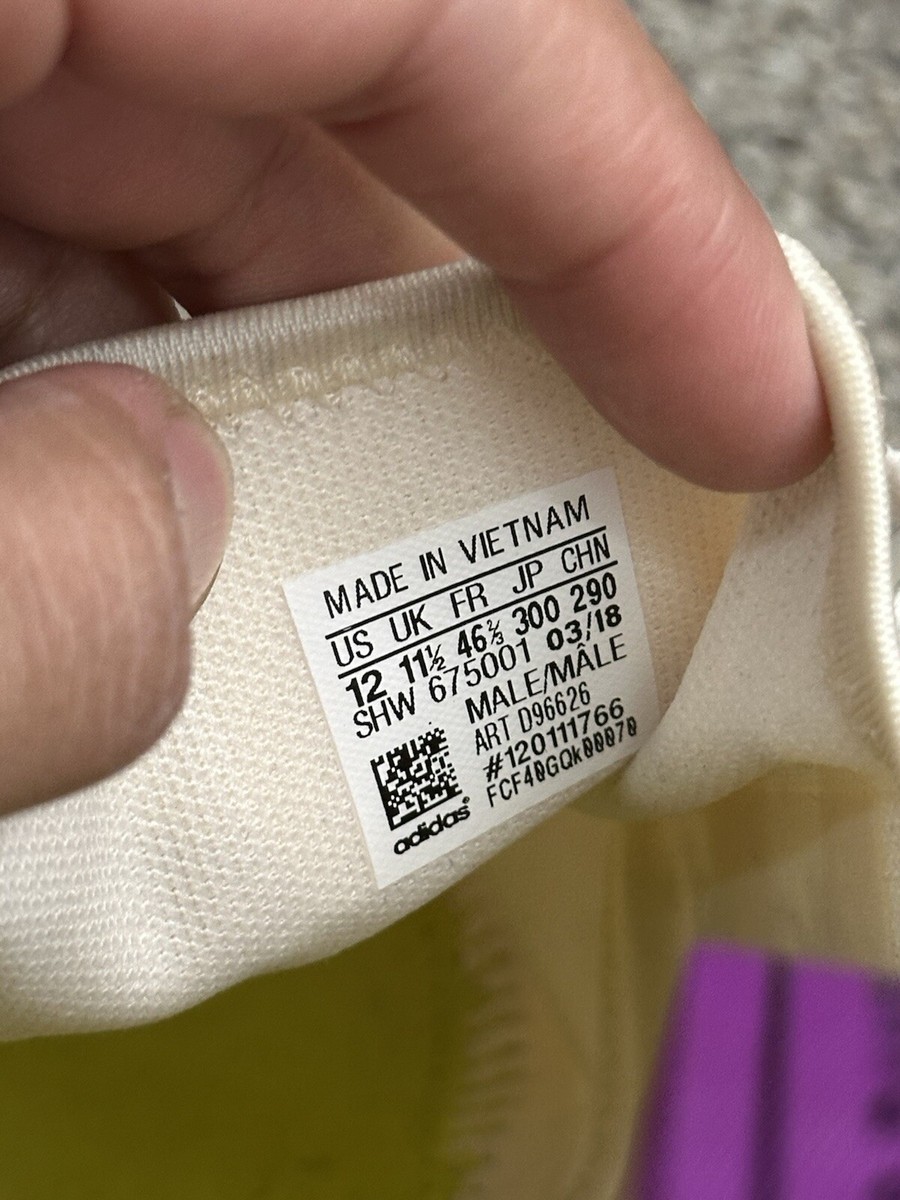 MADE IN VIETNAM
US UK FR JP CHN
12 11½ 46⅔ 300 290
SHW 675001 03/18
MALE/MÂLE
ART D96626
#120111766
FCF40GQk00070
adidas